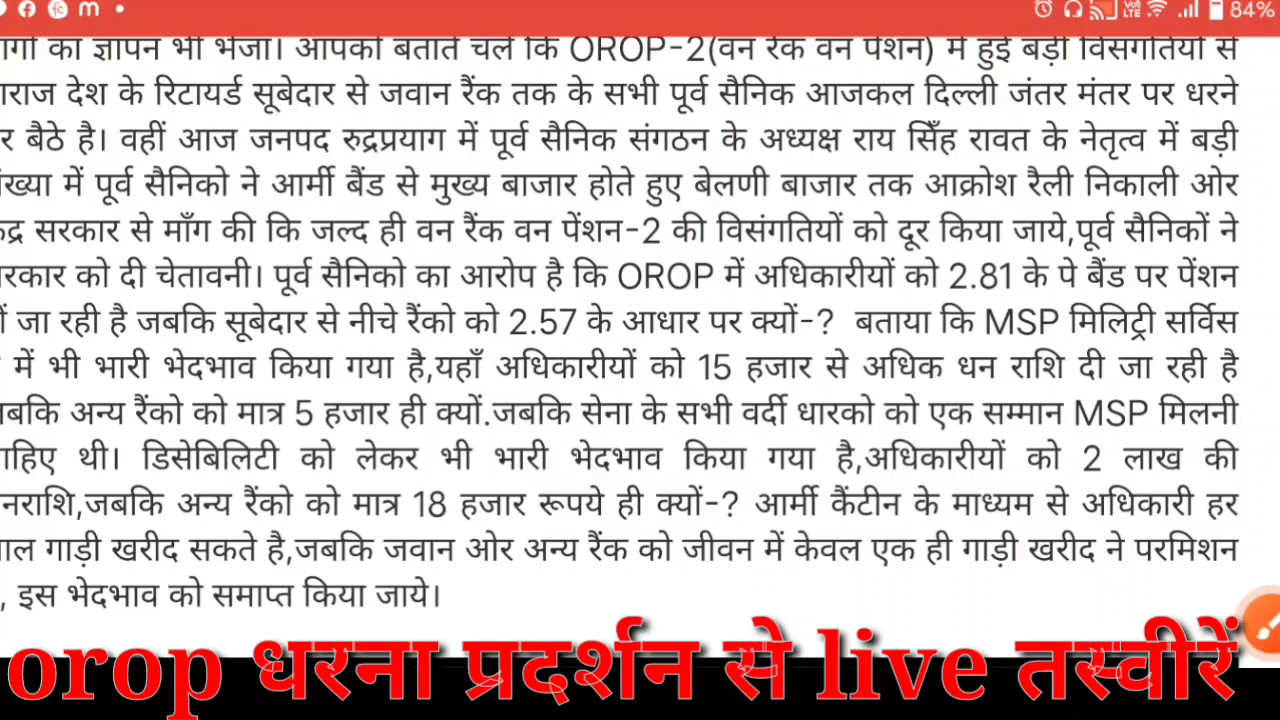 84%
का ज्ञापन भी भेजा। आपको बताते चले कि OROP-2(वन रैंक वन पेंशन) में हुई बड़ी विसंगतियों से
देश के रिटायर्ड सूबेदार से जवान रैंक तक के सभी पूर्व सैनिक आजकल दिल्ली जंतर मंतर पर धरने
र बैठे है। वहीं आज जनपद रुद्रप्रयाग में पूर्व सैनिक संगठन के अध्यक्ष राय सिँह रावत के नेतृत्व में बड़ी
ंख्या में पूर्व सैनिको ने आर्मी बैंड से मुख्य बाजार होते हुए बेलणी बाजार तक आक्रोश रैली निकाली ओर
सरकार से माँग की कि जल्द ही वन रैंक वन पेंशन-2 की विसंगतियों को दूर किया जाये,पूर्व सैनिकों ने
रकार को दी चेतावनी। पूर्व सैनिको का आरोप है कि OROP में अधिकारीयों को 2.81 के पे बैंड पर पेंशन
जा रही है जबकि सूबेदार से नीचे रैंको को 2.57 के आधार पर क्यों-? बताया कि MSP मिलिट्री सर्विस
में भी भारी भेदभाव किया गया है,यहाँ अधिकारीयों को 15 हजार से अधिक धन राशि दी जा रही है
बकि अन्य रैंको को मात्र 5 हजार ही क्यों.जबकि सेना के सभी वर्दी धारको को एक सम्मान MSP मिलनी
ाहिए थी। डिसेबिलिटी को लेकर भी भारी भेदभाव किया गया है,अधिकारीयों को 2 लाख की
नराशि,जबकि अन्य रैंको को मात्र 18 हजार रूपये ही क्यों-? आर्मी कैंटीन के माध्यम से अधिकारी हर
ाल गाड़ी खरीद सकते है,जबकि जवान ओर अन्य रैंक को जीवन में केवल एक ही गाड़ी खरीद ने परमिशन
, इस भेदभाव को समाप्त किया जाये।
orop धरना प्रदर्शन से live तस्वीरें